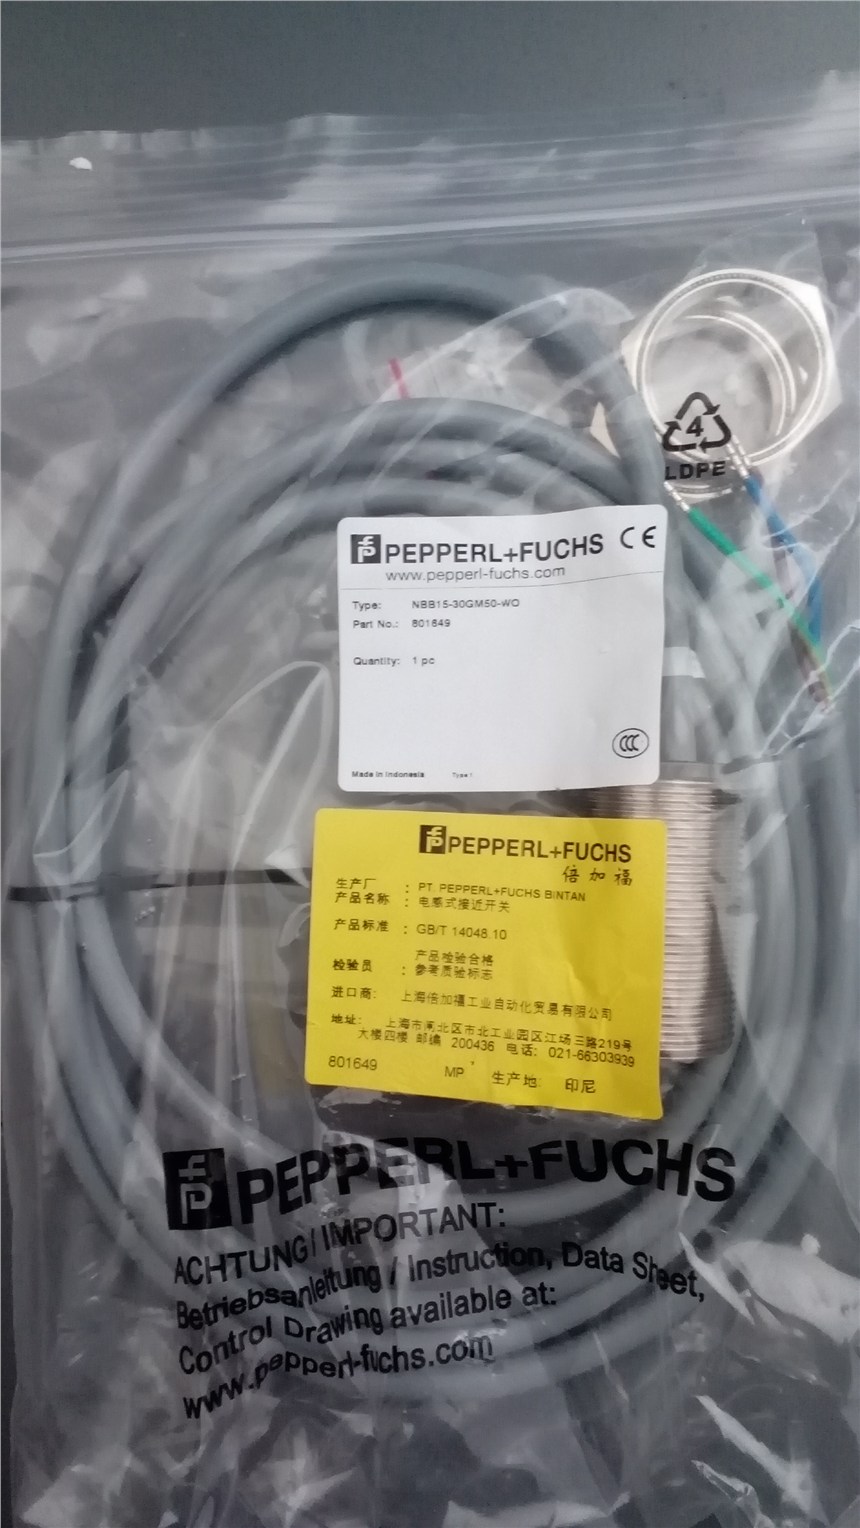 4
LDPE
PEPPERL+FUCHS CE
www.pepperl-fuchs.com
Type: NBB15-30GM50-WO
Part No.: 801649
Quantity: 1 pc
CCC
Made in Indonesia Type 1
PEPPERL+FUCHS
倍加福
生产厂 : PT. PEPPERL+FUCHS BINTAN
产品名称 : 电感式接近开关
产品标准 : GB/T 14048.10
产品检验合格
检验员 : 参考质验标志
进口商: 上海倍加福工业自动化贸易有限公司
地址: 上海市闸北区市北工业园区江场三路219号
大楼四楼 邮编 200436 电话: 021-66303939
801649 MP 生产地: 印尼
PEPPERL+FUCHS
ACHTUNG/IMPORTANT:
Betriebsanleitung / Instruction, Data Sheet,
Control Drawing available at:
www.pepperl-fuchs.com